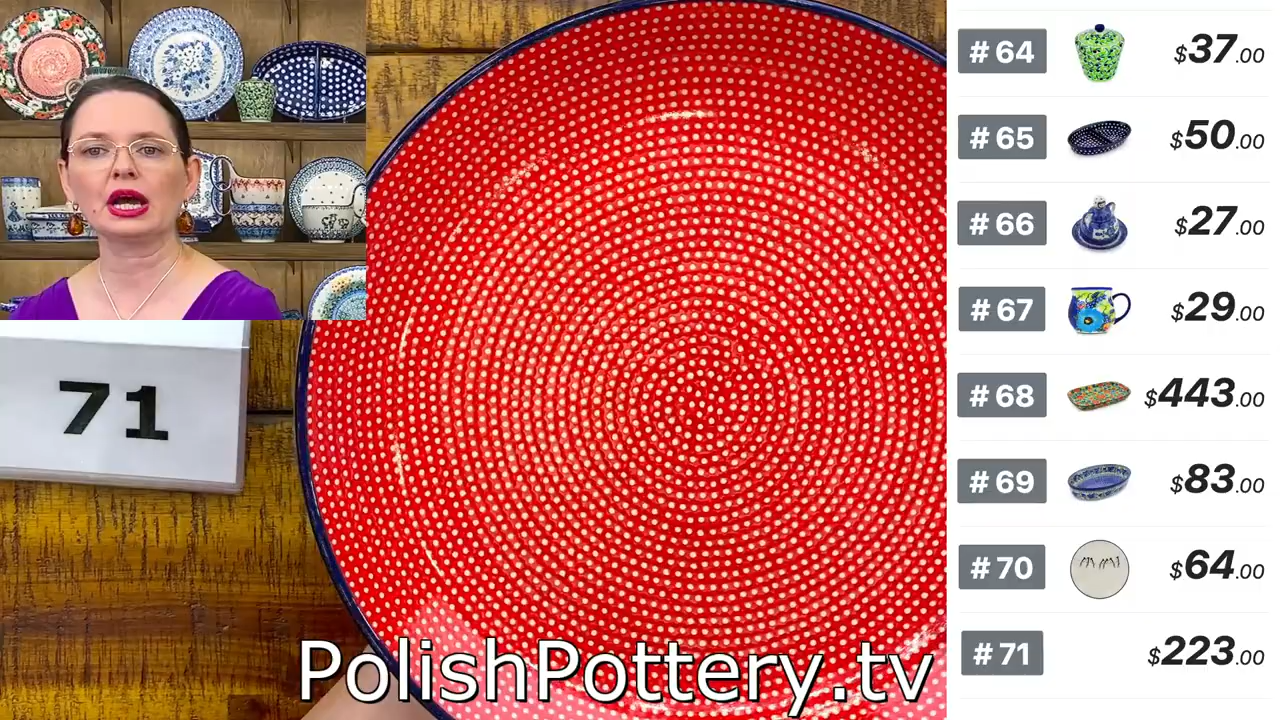 71
PolishPottery.tv
# 64 $37.00
# 65 $50.00
# 66 $27.00
# 67 $29.00
# 68 $443.00
# 69 $83.00
# 70 $64.00
# 71 $223.00